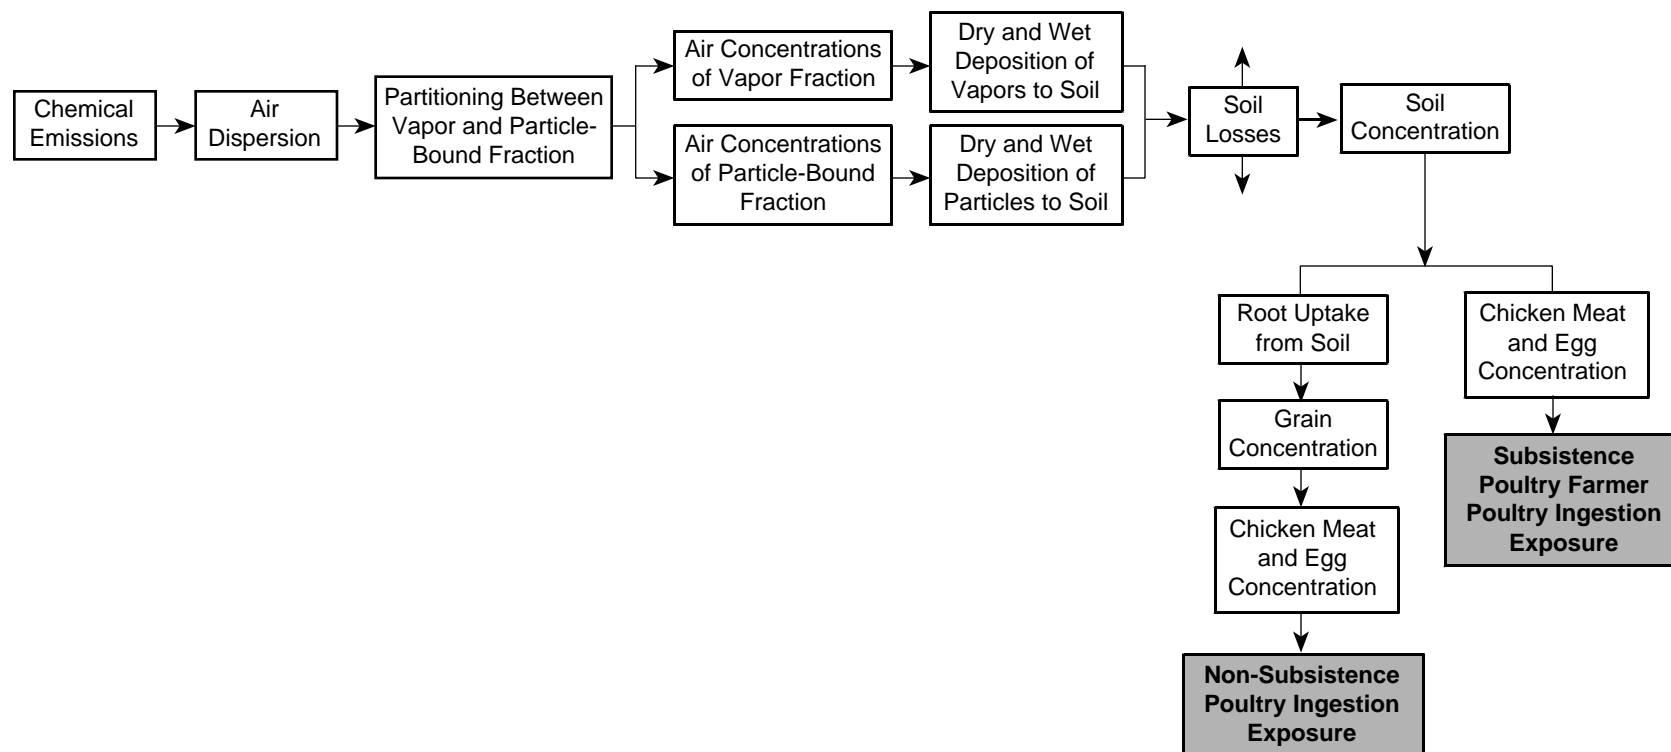 Chemical
Emissions
Air
Dispersion
Partitioning Between
Vapor and Particle-
Bound Fraction
Air Concentrations
of Vapor Fraction
Air Concentrations
of Particle-Bound
Fraction
Dry and Wet
Deposition of
Vapors to Soil
Dry and Wet
Deposition of
Particles to Soil
Soil
Losses
Soil
Concentration
Root Uptake
from Soil
Grain
Concentration
Chicken Meat
and Egg
Concentration
Non-Subsistence
Poultry Ingestion
Exposure
Chicken Meat
and Egg
Concentration
Subsistence
Poultry Farmer
Poultry Ingestion
Exposure